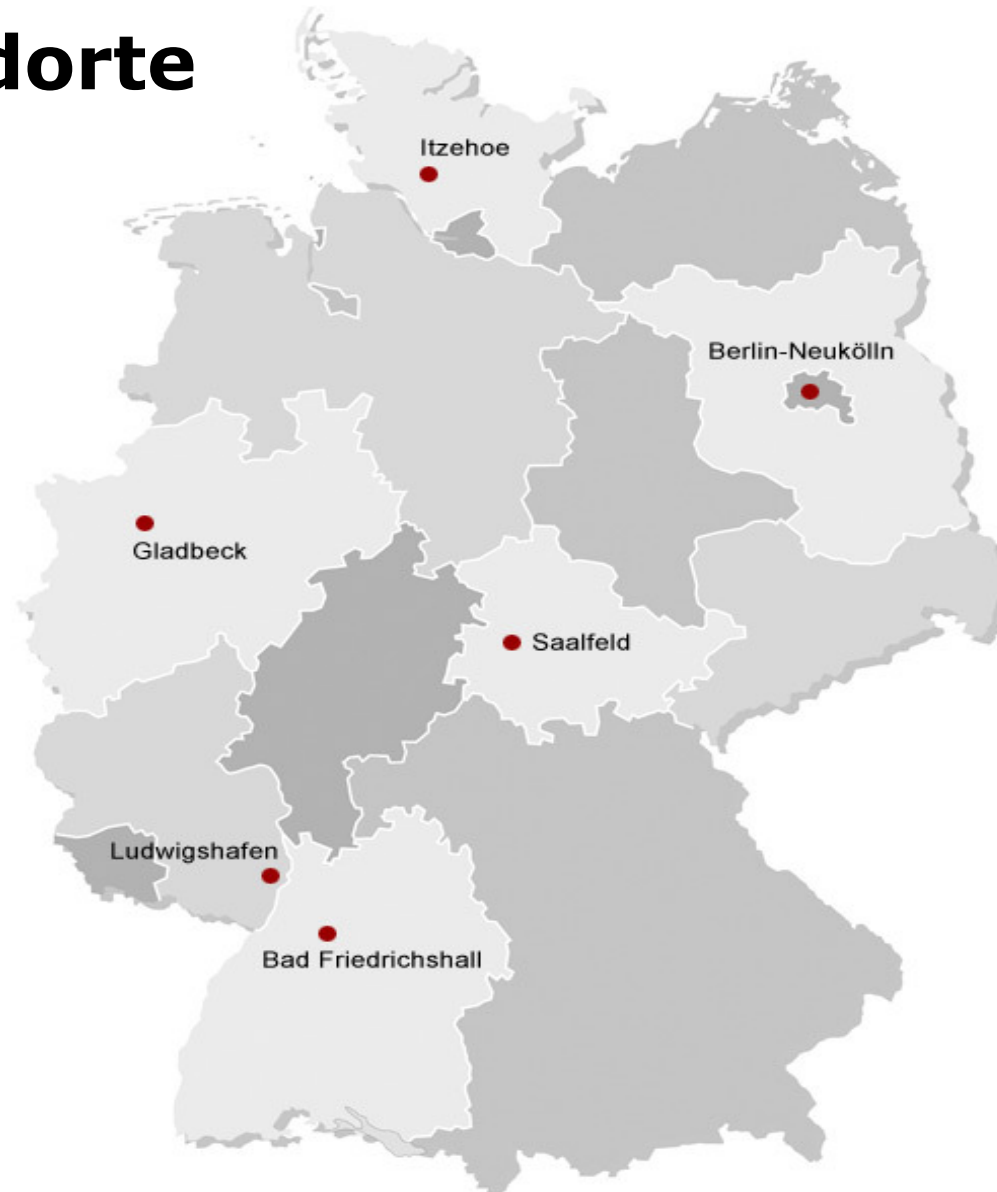 dorte
Itzehoe
Berlin-Neukölln
Gladbeck
Saalfeld
Ludwigshafen
Bad Friedrichshall